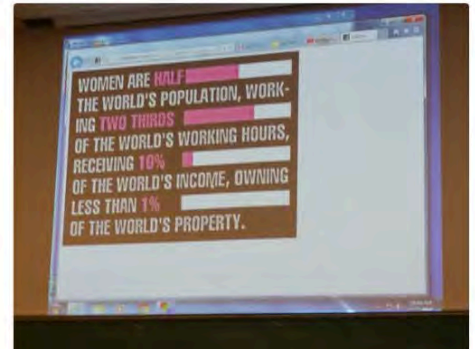 WOMEN ARE HALF
THE WORLD'S POPULATION, WORK-
ING TWO THIRDS
OF THE WORLD'S WORKING HOURS,
RECEIVING 10%
OF THE WORLD'S INCOME, OWNING
LESS THAN 1%
OF THE WORLD'S PROPERTY.